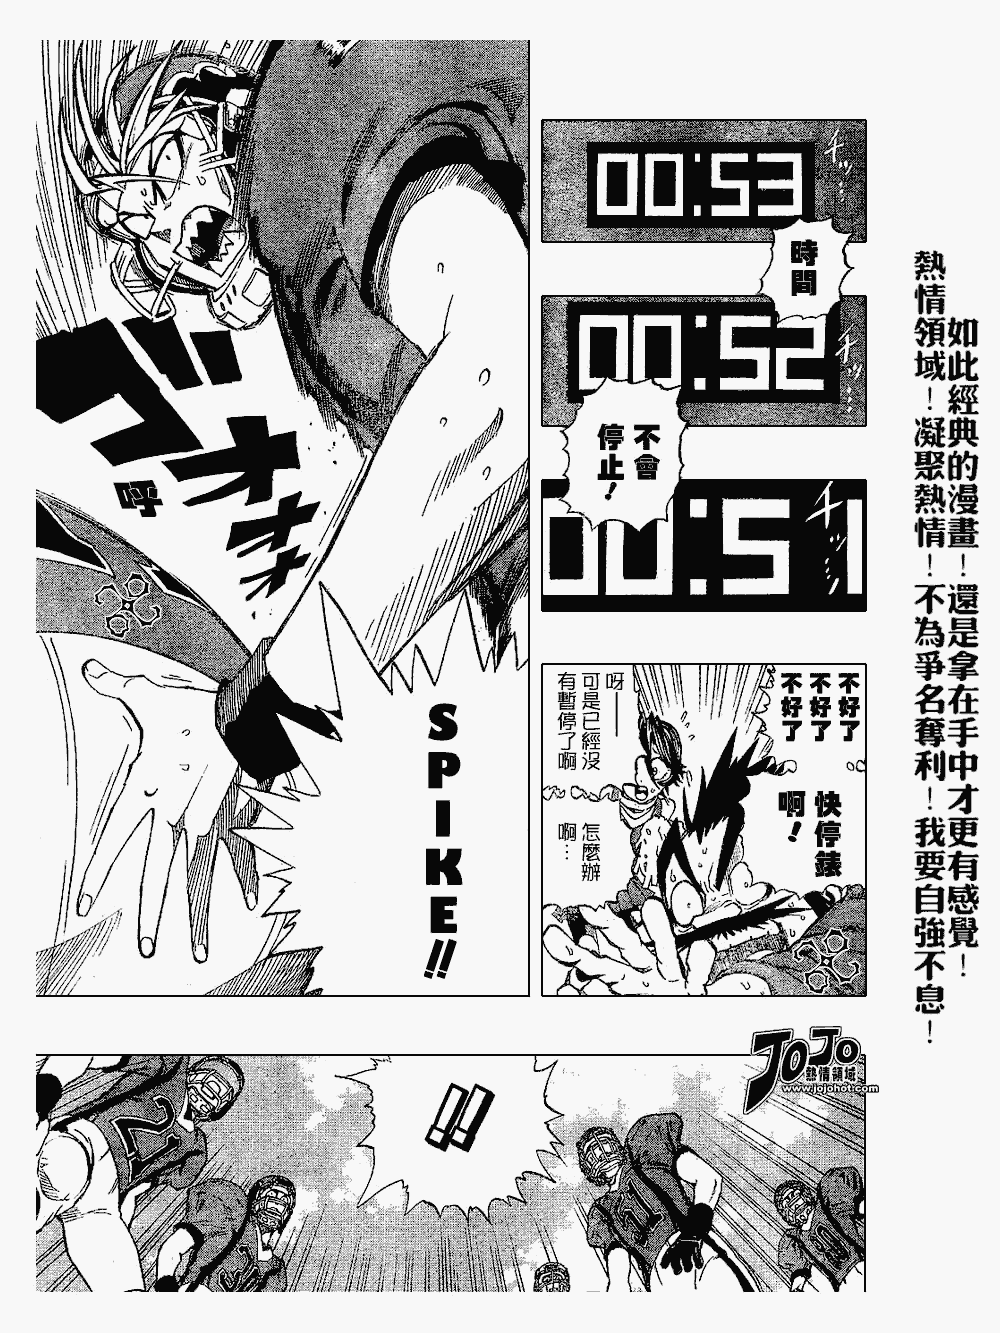 00:53
チッ…
時間
00:52
チッ…
不會
停止！
00:51
チッ…
不好了
不好了
不好了
快停錶
啊！
呀——
可是已經沒
有暫停了啊
怎麼辦
啊…
呼
SPIKE!!
!!
21
11
JOJO
熱情領域
www.jojohot.com
如此經典的漫畫！還是拿在手中才更有感覺！
熱情領域！凝聚熱情！不為爭名奪利！我要自強不息！